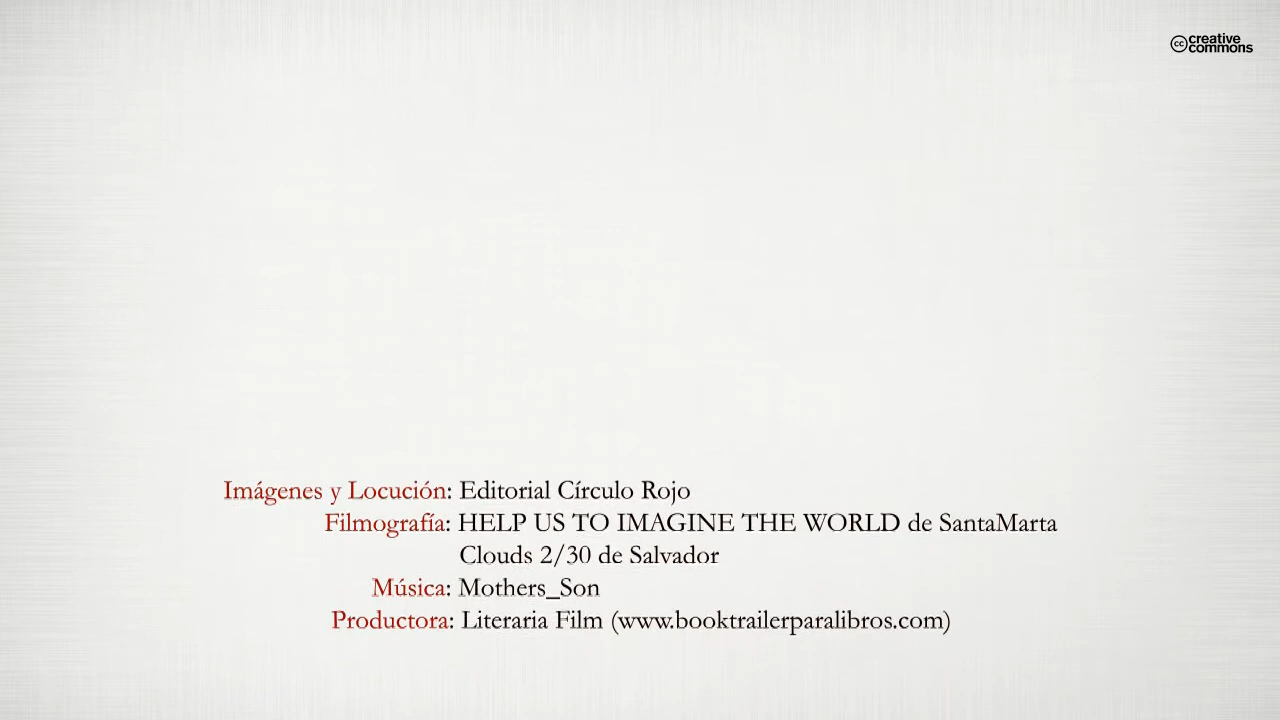 creative
commons
Imágenes y Locución: Editorial Círculo Rojo
Filmografía: HELP US TO IMAGINE THE WORLD de SantaMarta
Clouds 2/30 de Salvador
Música: Mothers_Son
Productora: Literaria Film (www.booktrailerparalibros.com)